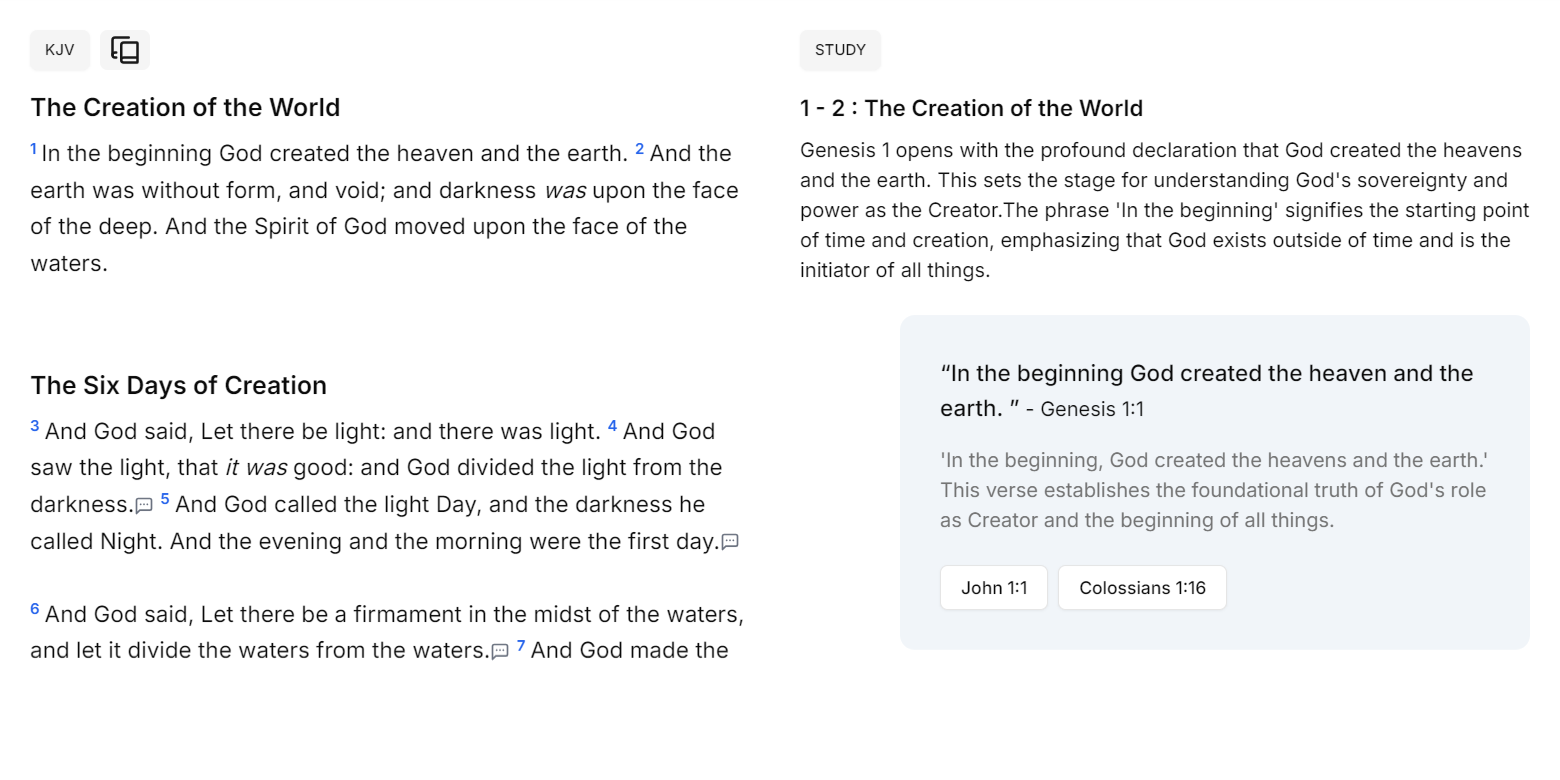 KJV
The Creation of the World
1 In the beginning God created the heaven and the earth. 2 And the
earth was without form, and void; and darkness was upon the face
of the deep. And the Spirit of God moved upon the face of the
waters.
The Six Days of Creation
3 And God said, Let there be light: and there was light. 4 And God
saw the light, that it was good: and God divided the light from the
darkness. 5 And God called the light Day, and the darkness he
called Night. And the evening and the morning were the first day.
6 And God said, Let there be a firmament in the midst of the waters,
and let it divide the waters from the waters. 7 And God made the
STUDY
1 - 2 : The Creation of the World
Genesis 1 opens with the profound declaration that God created the heavens
and the earth. This sets the stage for understanding God's sovereignty and
power as the Creator.The phrase 'In the beginning' signifies the starting point
of time and creation, emphasizing that God exists outside of time and is the
initiator of all things.
“In the beginning God created the heaven and the
earth. ” - Genesis 1:1
'In the beginning, God created the heavens and the earth.'
This verse establishes the foundational truth of God's role
as Creator and the beginning of all things.
John 1:1
Colossians 1:16